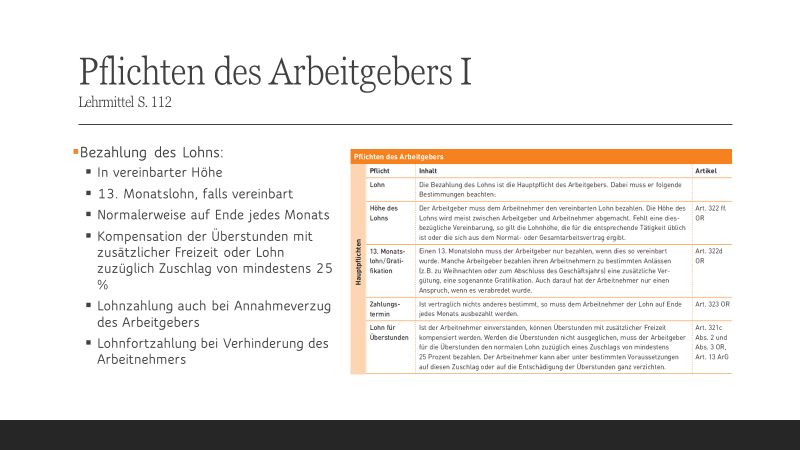 Pflichten des Arbeitgebers I
Lehrmittel S. 112
Bezahlung des Lohns:
In vereinbarter Höhe
13. Monatslohn, falls vereinbart
Normalerweise auf Ende jedes Monats
Kompensation der Überstunden mit
zusätzlicher Freizeit oder Lohn
zuzüglich Zuschlag von mindestens 25
%
Lohnzahlung auch bei Annahmeverzug
des Arbeitgebers
Lohnfortzahlung bei Verhinderung des
Arbeitnehmers
Pflichten des Arbeitgebers
Pflicht Inhalt Artikel
Hauptpflichten
Lohn Die Bezahlung des Lohns ist die Hauptpflicht des Arbeitgebers. Dabei muss er folgende
Bestimmungen beachten:
Höhe des Der Arbeitgeber muss dem Arbeitnehmer den vereinbarten Lohn bezahlen. Die Höhe des Art. 322 ff.
Lohns Lohns wird meist zwischen Arbeitgeber und Arbeitnehmer abgemacht. Fehlt eine dies- OR
bezügliche Vereinbarung, so gilt die Lohnhöhe, die für die entsprechende Tätigkeit üblich
ist oder die sich aus dem Normal- oder Gesamtarbeitsvertrag ergibt.
13. Monats- Einen 13. Monatslohn muss der Arbeitgeber nur bezahlen, wenn dies so vereinbart Art. 322d
lohn/Grati- wurde. Manche Arbeitgeber bezahlen ihren Arbeitnehmern zu bestimmten Anlässen OR
fikation (z.B. zu Weihnachten oder zum Abschluss des Geschäftsjahrs) eine zusätzliche Ver-
gütung, eine sogenannte Gratifikation. Auch darauf hat der Arbeitnehmer nur einen
Anspruch, wenn es verabredet wurde.
Zahlungs- Ist vertraglich nichts anderes bestimmt, so muss dem Arbeitnehmer der Lohn auf Ende Art. 323 OR
termin jedes Monats ausbezahlt werden.
Lohn für Ist der Arbeitnehmer einverstanden, können Überstunden mit zusätzlicher Freizeit Art. 321c
Überstunden kompensiert werden. Werden die Überstunden nicht ausgeglichen, muss der Arbeitgeber Abs. 2 und
für die Überstunden den normalen Lohn zuzüglich eines Zuschlags von mindestens Abs. 3 OR,
25 Prozent bezahlen. Der Arbeitnehmer kann aber unter bestimmten Voraussetzungen Art. 13 ArG
auf diesen Zuschlag oder auf die Entschädigung der Überstunden ganz verzichten.